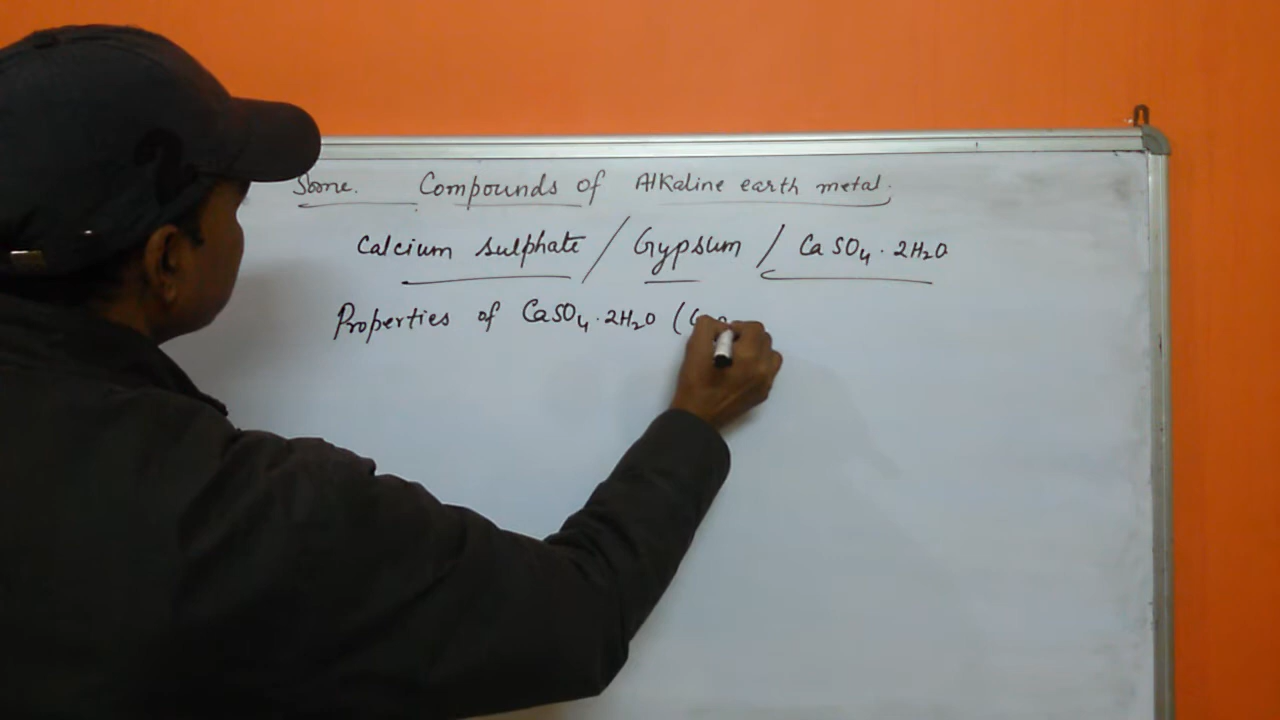 Some. Compounds of Alkaline earth metal.
Calcium sulphate / Gypsum / CaSO₄·2H₂O
Properties of CaSO₄·2H₂O (